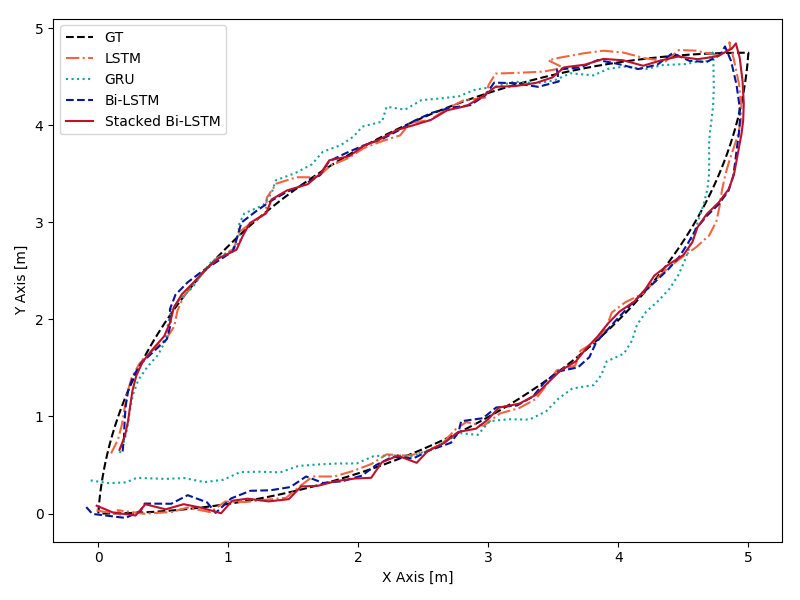 GT
LSTM
GRU
Bi-LSTM
Stacked Bi-LSTM
5
4
3
2
1
0
Y Axis [m]
0 1 2 3 4 5
X Axis [m]